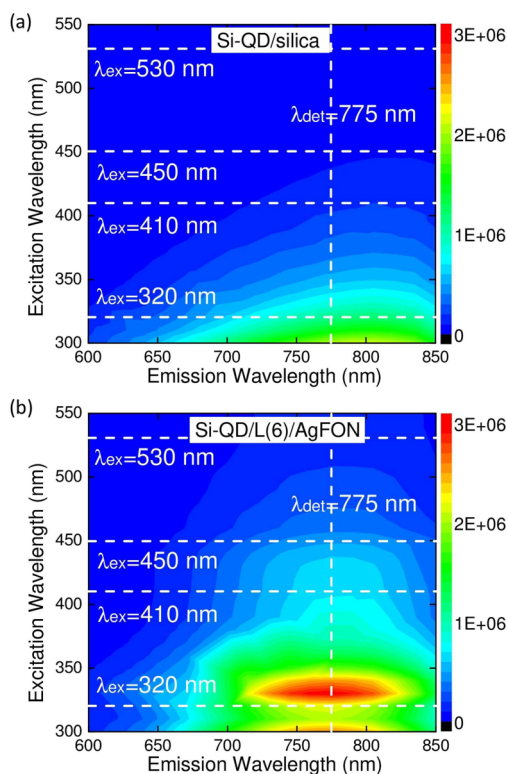 (a)
Si-QD/silica
λex=530 nm
λdet=775 nm
λex=450 nm
λex=410 nm
λex=320 nm
550
500
450
400
350
300
600 650 700 750 800 850
Excitation Wavelength (nm)
Emission Wavelength (nm)
3E+06
2E+06
1E+06
0
(b)
Si-QD/L(6)/AgFON
λex=530 nm
λdet=775 nm
λex=450 nm
λex=410 nm
λex=320 nm
550
500
450
400
350
300
600 650 700 750 800 850
Excitation Wavelength (nm)
Emission Wavelength (nm)
3E+06
2E+06
1E+06
0